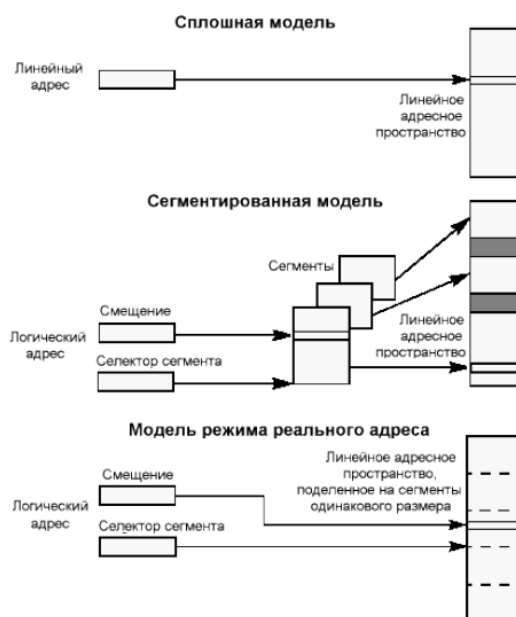 Сплошная модель
Линейный
адрес
Линейное
адресное
пространство
Сегментированная модель
Сегменты
Смещение
Логический
адрес
Селектор сегмента
Линейное
адресное
пространство
Модель режима реального адреса
Линейное адресное
пространство,
поделенное на сегменты
одинакового размера
Смещение
Логический
адрес
Селектор сегмента